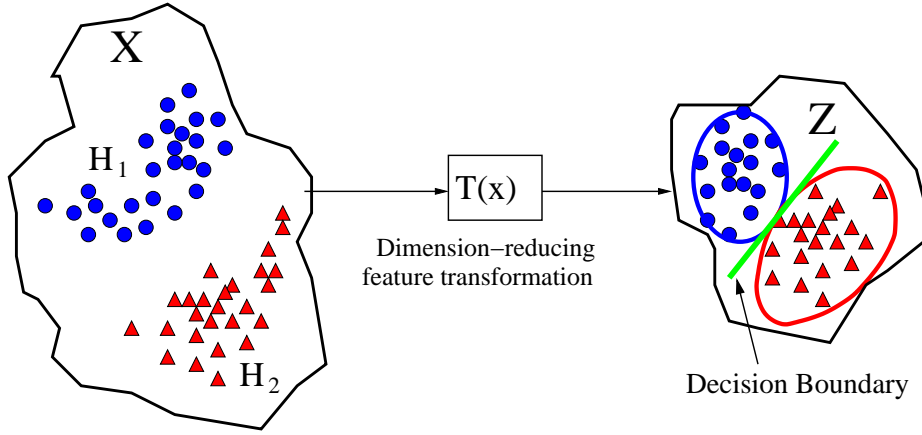 X
H1
H2
T(x)
Dimension−reducing
feature transformation
Z
Decision Boundary